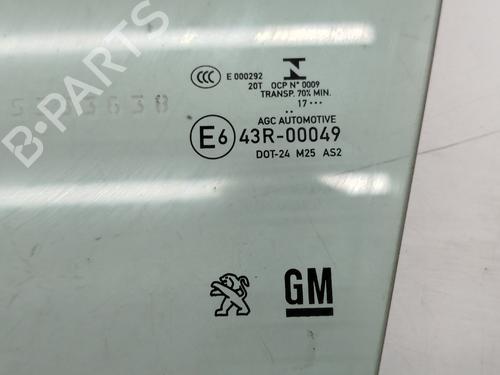 B-PARTS
CCC E 000292
20T OCP N° 0009
TRANSP. 70% MIN.
17 ...
AGC AUTOMOTIVE
E6 43R-00049
DOT-24 M25 AS2
GM